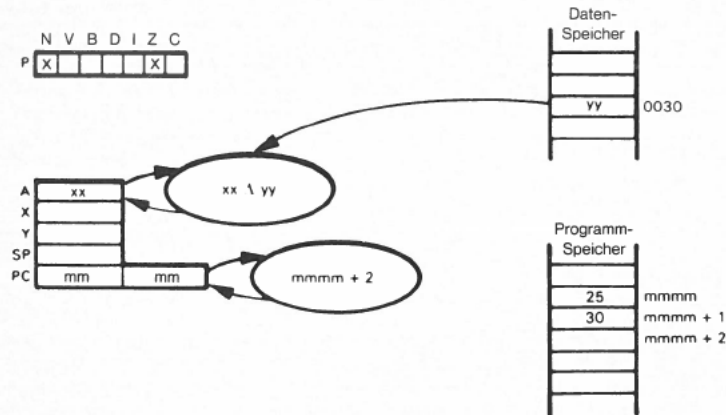 N V B D I Z C
P X X
Daten-
Speicher
yy 0030
A xx
X
Y
SP
PC mm mm
xx \ yy
mmmm + 2
Programm-
Speicher
25 mmmm
30 mmmm + 1
mmmm + 2